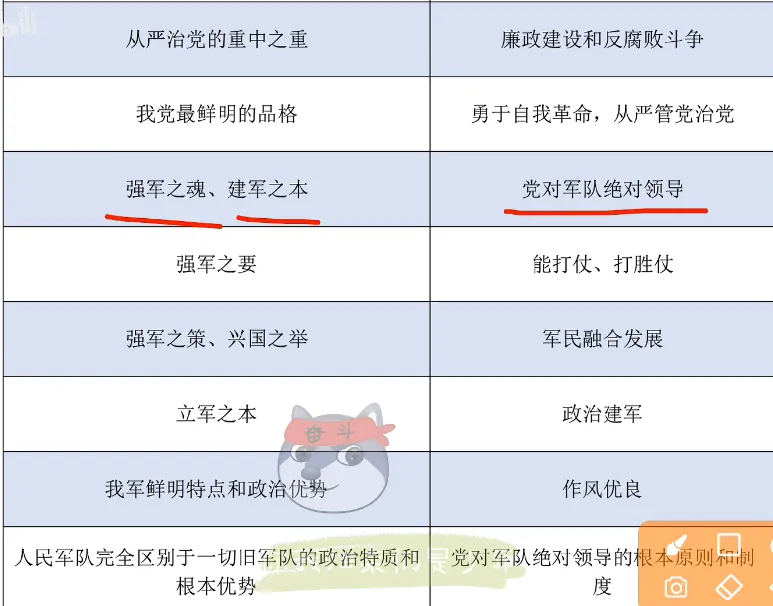 从严治党的重中之重
廉政建设和反腐败斗争
我党最鲜明的品格
勇于自我革命，从严管党治党
强军之魂、建军之本
党对军队绝对领导
强军之要
能打仗、打胜仗
强军之策、兴国之举
军民融合发展
立军之本
政治建军
奋斗
我军鲜明特点和政治优势
作风优良
人民军队完全区别于一切旧军队的政治特质和
根本优势
党对军队绝对领导的根本原则和制
度